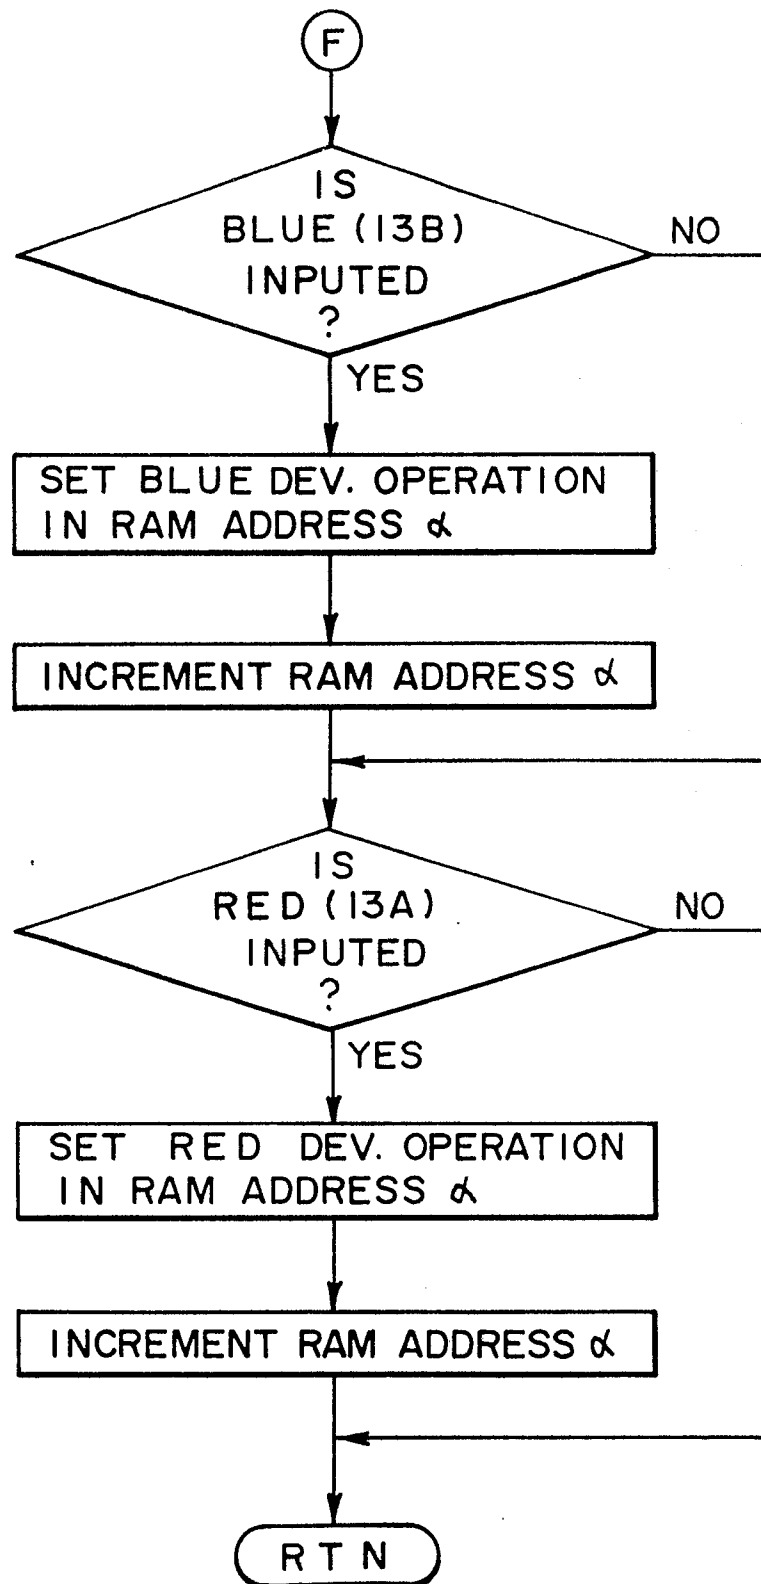 F
IS
BLUE (13B)
INPUTED
?
NO
YES
SET BLUE DEV. OPERATION
IN RAM ADDRESS α
INCREMENT RAM ADDRESS α
IS
RED (13A)
INPUTED
?
NO
YES
SET RED DEV. OPERATION
IN RAM ADDRESS α
INCREMENT RAM ADDRESS α
RTN